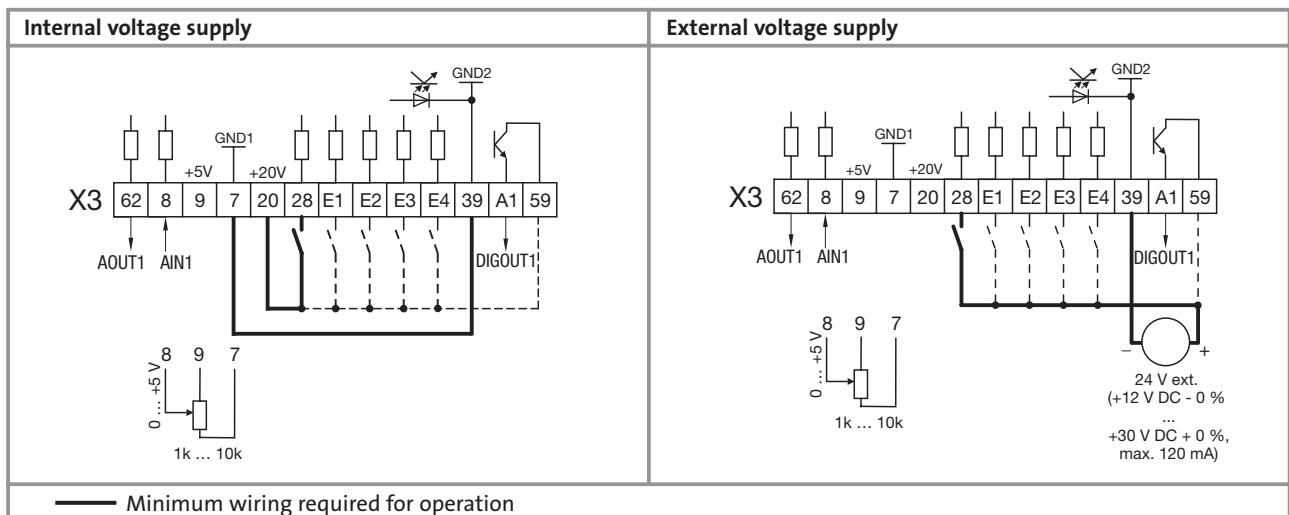 Internal voltage supply
GND2
GND1
+5V
+20V
X3 62 8 9 7 20 28 E1 E2 E3 E4 39 A1 59
AOUT1 AIN1
DIGOUT1
8 9 7
0 ... +5 V
1k ... 10k
External voltage supply
GND2
GND1
+5V
+20V
X3 62 8 9 7 20 28 E1 E2 E3 E4 39 A1 59
AOUT1 AIN1
DIGOUT1
8 9 7
0 ... +5 V
1k ... 10k
– +
24 V ext.
(+12 V DC - 0 %
...
+30 V DC + 0 %,
max. 120 mA)
Minimum wiring required for operation